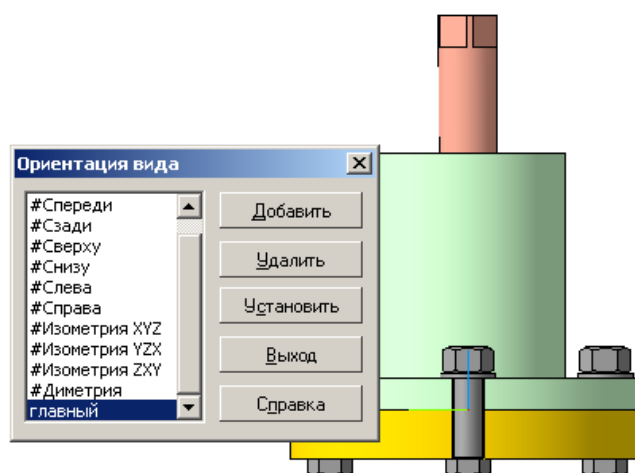 Ориентация вида
#Спереди
#Сзади
#Сверху
#Снизу
#Слева
#Справа
#Изометрия XYZ
#Изометрия YZX
#Изометрия ZXY
#Диметрия
главный
Добавить
Удалить
Установить
Выход
Справка